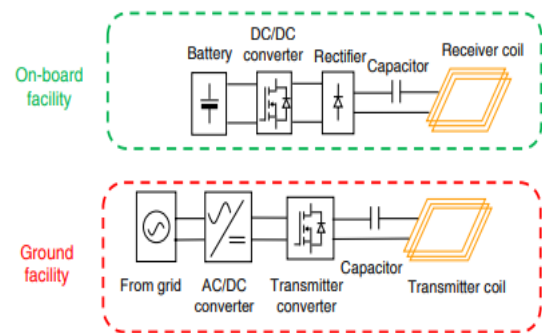 On-board
facility
Battery
DC/DC
converter
Rectifier
Capacitor
Receiver coil
Ground
facility
From grid
AC/DC
converter
Transmitter
converter
Capacitor
Transmitter coil